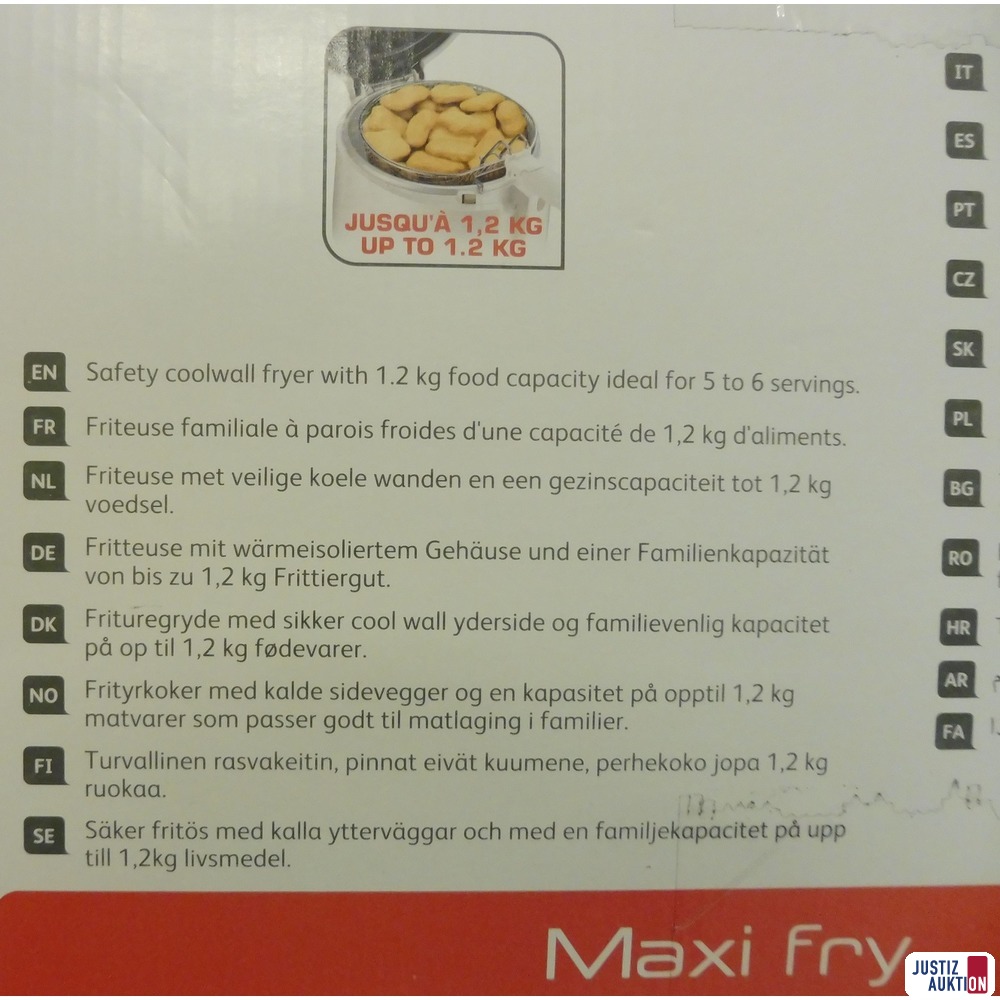 JUSQU'À 1,2 KG
UP TO 1.2 KG
EN Safety coolwall fryer with 1.2 kg food capacity ideal for 5 to 6 servings.
FR Friteuse familiale à parois froides d'une capacité de 1,2 kg d'aliments.
NL Friteuse met veilige koele wanden en een gezinscapaciteit tot 1,2 kg
voedsel.
DE Fritteuse mit wärmeisoliertem Gehäuse und einer Familienkapazität
von bis zu 1,2 kg Frittiergut.
DK Frituregryde med sikker cool wall yderside og familievenlig kapacitet
på op til 1,2 kg fødevarer.
NO Frityrkoker med kalde sidevegger og en kapasitet på opptil 1,2 kg
matvarer som passer godt til matlaging i familier.
FI Turvallinen rasvakeitin, pinnat eivät kuumene, perhekoko jopa 1,2 kg
ruokaa.
SE Säker fritös med kalla ytterväggar och med en familjekapacitet på upp
till 1,2kg livsmedel.
IT
ES
PT
CZ
SK
PL
BG
RO
HR
AR
FA
Maxi Fry
JUSTIZ
AUKTION